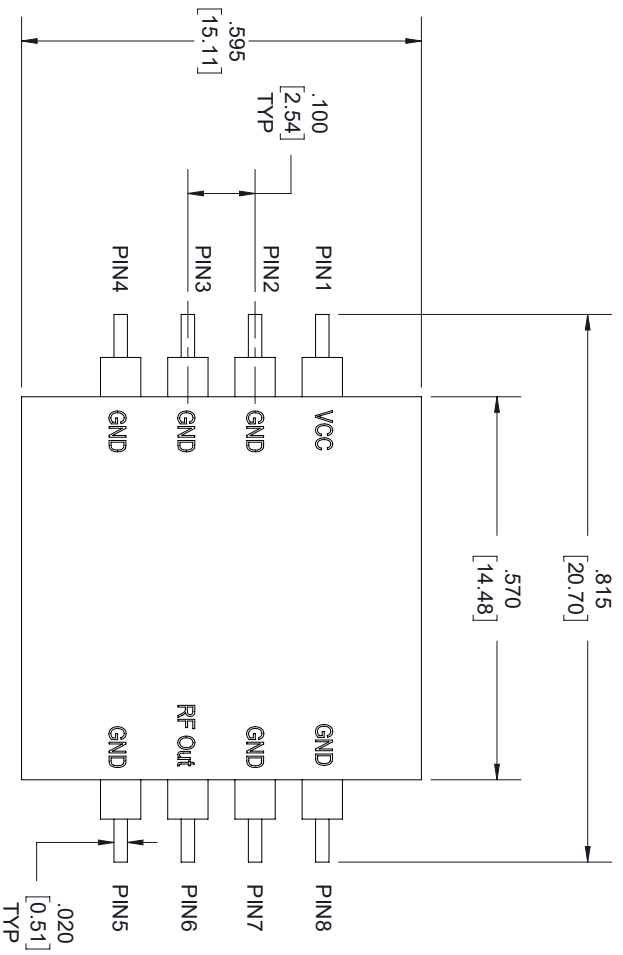 .595
[15.11]
.100
[2.54]
TYP
PIN4
PIN3
PIN2
PIN1
GND
GND
GND
VCC
.815
[20.70]
.570
[14.48]
GND
RF Out
GND
GND
PIN5
PIN6
PIN7
PIN8
.020
[0.51]
TYP